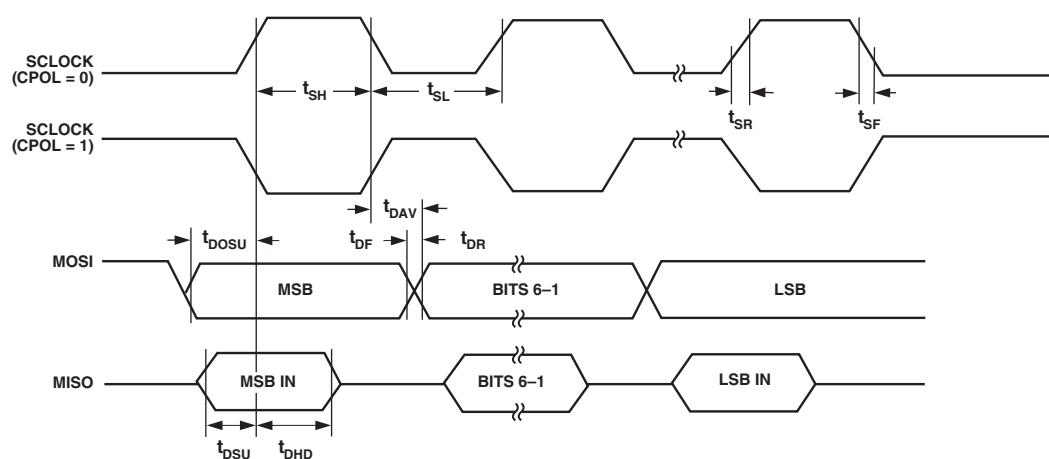 SCLOCK
(CPOL = 0)
tSH
tSL
tSR
tSF
SCLOCK
(CPOL = 1)
tDAV
tDOSU
tDF
tDR
MOSI
MSB
BITS 6–1
LSB
MISO
MSB IN
BITS 6–1
LSB IN
tDSU
tDHD